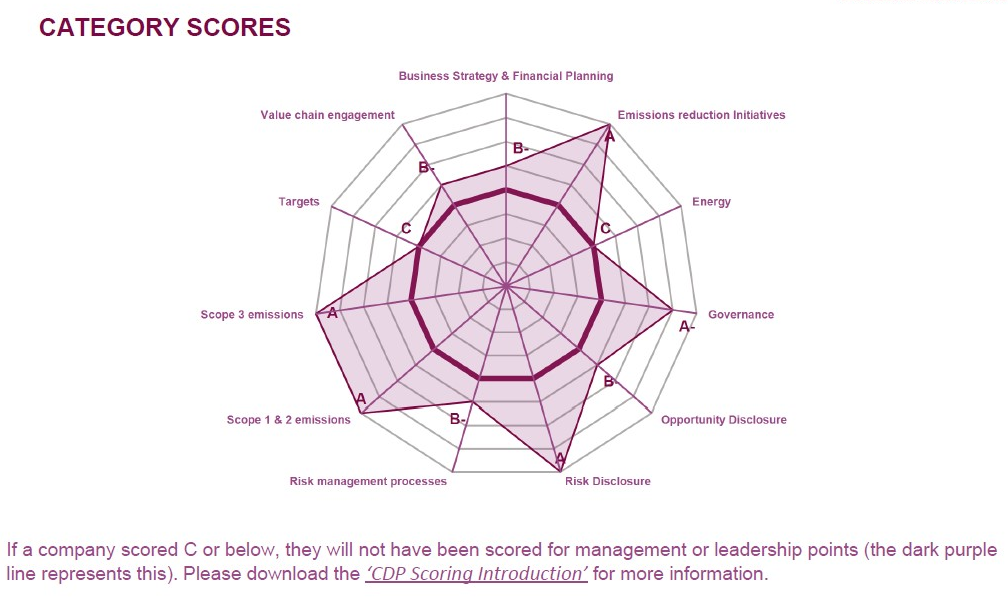 CATEGORY SCORES
Business Strategy & Financial Planning
Value chain engagement
Emissions reduction Initiatives
A
B-
B-
Targets
Energy
C
C
Scope 3 emissions
A
Governance
A-
B-
A
Scope 1 & 2 emissions
B-
Opportunity Disclosure
A
Risk management processes
Risk Disclosure
If a company scored C or below, they will not have been scored for management or leadership points (the dark purple
line represents this). Please download the ‘CDP Scoring Introduction’ for more information.